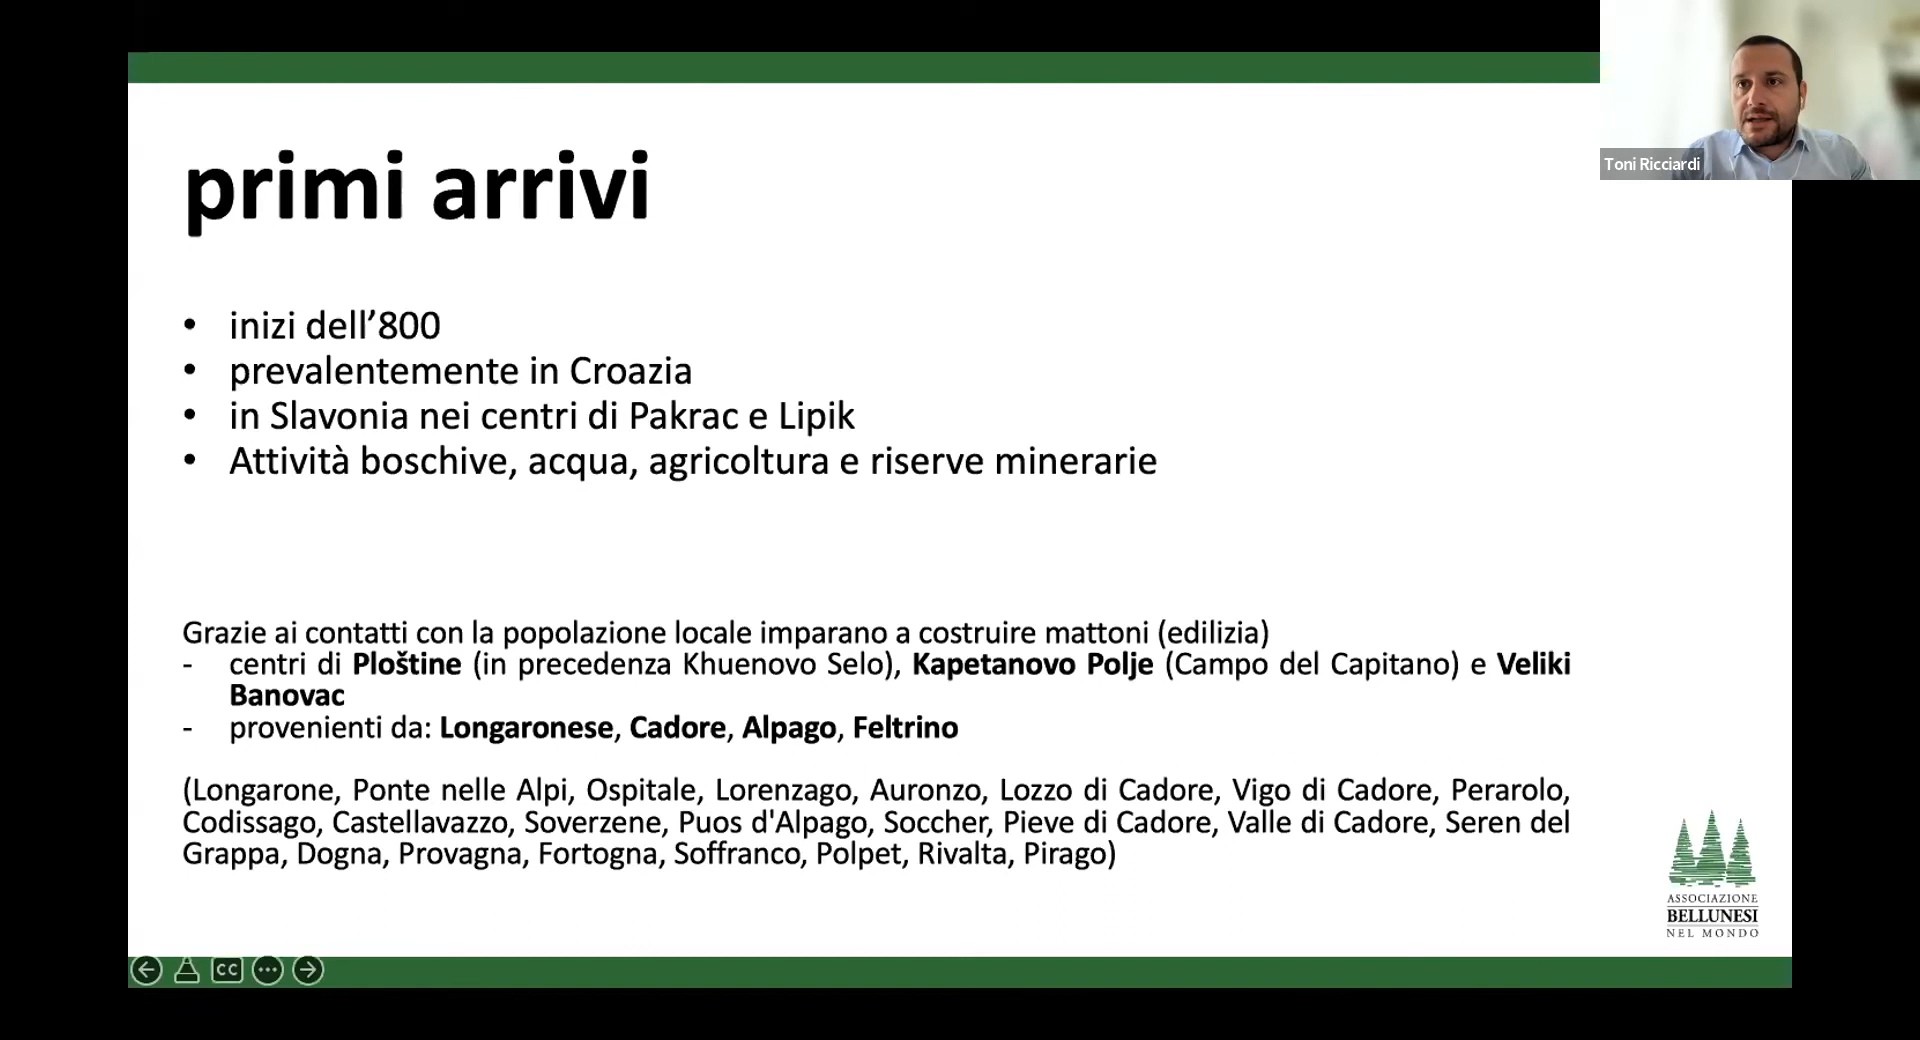 Toni Ricciardi
primi arrivi
• inizi dell’800
• prevalentemente in Croazia
• in Slavonia nei centri di Pakrac e Lipik
• Attività boschive, acqua, agricoltura e riserve minerarie
Grazie ai contatti con la popolazione locale imparano a costruire mattoni (edilizia)
- centri di Ploštine (in precedenza Khuenovo Selo), Kapetanovo Polje (Campo del Capitano) e Veliki
Banovac
- provenienti da: Longaronese, Cadore, Alpago, Feltrino
(Longarone, Ponte nelle Alpi, Ospitale, Lorenzago, Auronzo, Lozzo di Cadore, Vigo di Cadore, Perarolo,
Codissago, Castellavazzo, Soverzene, Puos d'Alpago, Soccher, Pieve di Cadore, Valle di Cadore, Seren del
Grappa, Dogna, Provagna, Fortogna, Soffranco, Polpet, Rivalta, Pirago)
ASSOCIAZIONE
BELLUNESI
NEL MONDO
CC